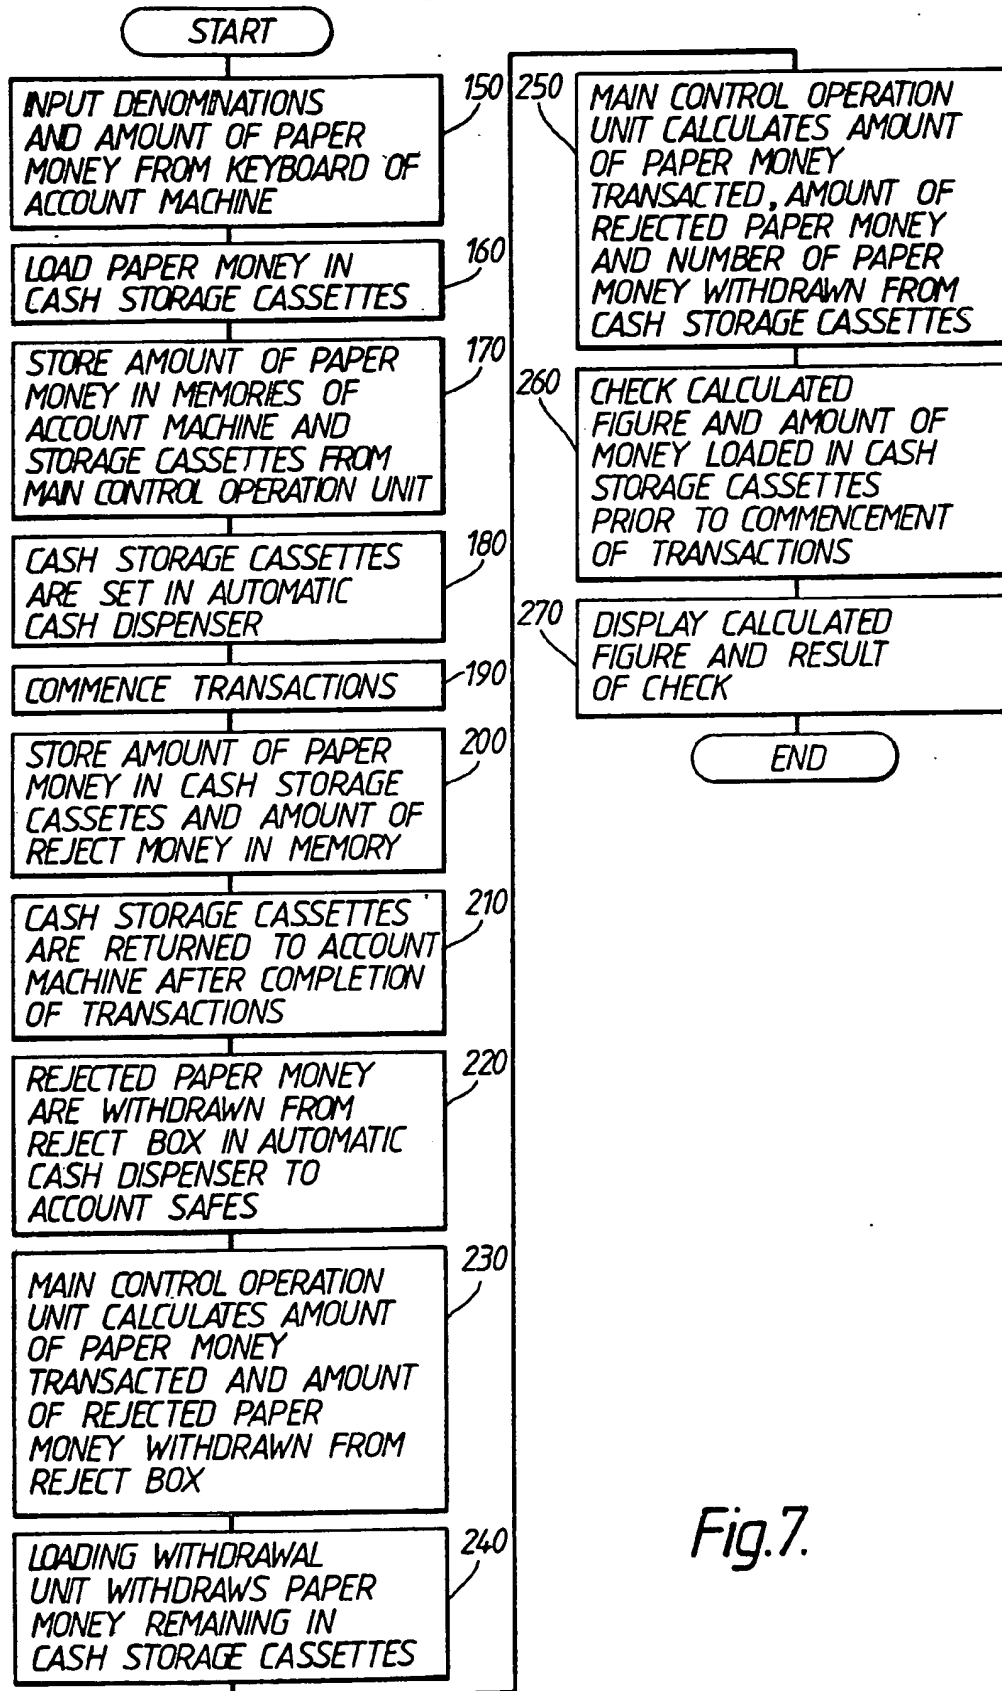 START
INPUT DENOMINATIONS
AND AMOUNT OF PAPER
MONEY FROM KEYBOARD OF
ACCOUNT MACHINE
150
LOAD PAPER MONEY IN
CASH STORAGE CASSETTES
160
STORE AMOUNT OF PAPER
MONEY IN MEMORIES OF
ACCOUNT MACHINE AND
STORAGE CASSETTES FROM
MAIN CONTROL OPERATION UNIT
170
CASH STORAGE CASSETTES
ARE SET IN AUTOMATIC
CASH DISPENSER
180
COMMENCE TRANSACTIONS
190
STORE AMOUNT OF PAPER
MONEY IN CASH STORAGE
CASSETES AND AMOUNT OF
REJECT MONEY IN MEMORY
200
CASH STORAGE CASSETTES
ARE RETURNED TO ACCOUNT
MACHINE AFTER COMPLETION
OF TRANSACTIONS
210
REJECTED PAPER MONEY
ARE WITHDRAWN FROM
REJECT BOX IN AUTOMATIC
CASH DISPENSER TO
ACCOUNT SAFES
220
MAIN CONTROL OPERATION
UNIT CALCULATES AMOUNT
OF PAPER MONEY
TRANSACTED AND AMOUNT
OF REJECTED PAPER
MONEY WITHDRAWN FROM
REJECT BOX
230
LOADING WITHDRAWAL
UNIT WITHDRAWS PAPER
MONEY REMAINING IN
CASH STORAGE CASSETTES
240
250
MAIN CONTROL OPERATION
UNIT CALCULATES AMOUNT
OF PAPER MONEY
TRANSACTED, AMOUNT OF
REJECTED PAPER MONEY
AND NUMBER OF PAPER
MONEY WITHDRAWN FROM
CASH STORAGE CASSETTES
260
CHECK CALCULATED
FIGURE AND AMOUNT OF
MONEY LOADED IN CASH
STORAGE CASSETTES
PRIOR TO COMMENCEMENT
OF TRANSACTIONS
270
DISPLAY CALCULATED
FIGURE AND RESULT
OF CHECK
END
Fig.7.